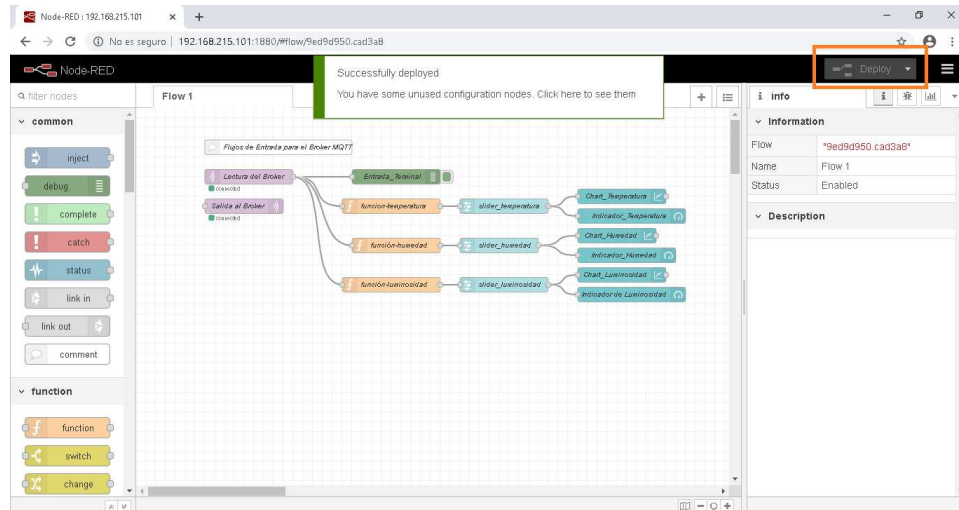 Node-RED : 192.168.215.101
No es seguro | 192.168.215.101:1880/#flow/9ed9d950.cad3a8
Node-RED
Successfully deployed
You have some unused configuration nodes. Click here to see them
Deploy
filter nodes
Flow 1
info
i
common
inject
debug
complete
catch
status
link in
link out
comment
function
function
switch
change
Flujos de Entrada para el Broker MQTT
Lectura del Broker
connected
Salida al Broker
connected
Entrada_Terminal
funcion-temperatura
slider_temperatura
Chart_Temperatura
Indicador_Temperatura
función-humedad
slider_humedad
Chart_Humedad
Indicador_Humedad
función-luminosidad
slider_luminosidad
Chart_Luminosidad
Indicador de Luminosidad
Information
Flow "9ed9d950.cad3a8"
Name Flow 1
Status Enabled
Description